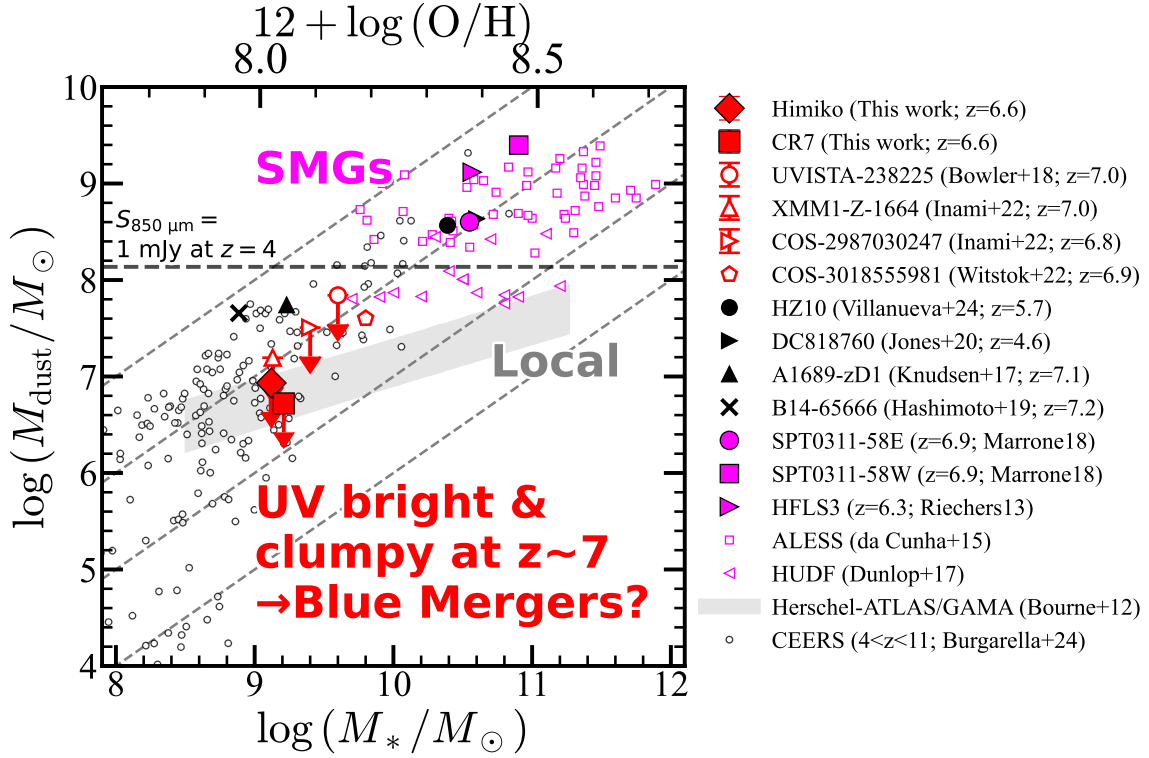 12 + log (O/H)
8.0 8.5
10
9
8
7
6
5
4
log (M_dust/M_⊙)
SMGs
S_850 μm =
1 mJy at z = 4
Local
UV bright &
clumpy at z~7
→Blue Mergers?
8 9 10 11 12
log (M_*/M_⊙)
Himiko (This work; z=6.6)
CR7 (This work; z=6.6)
UVISTA-238225 (Bowler+18; z=7.0)
XMM1-Z-1664 (Inami+22; z=7.0)
COS-2987030247 (Inami+22; z=6.8)
COS-3018555981 (Witstok+22; z=6.9)
HZ10 (Villanueva+24; z=5.7)
DC818760 (Jones+20; z=4.6)
A1689-zD1 (Knudsen+17; z=7.1)
B14-65666 (Hashimoto+19; z=7.2)
SPT0311-58E (z=6.9; Marrone18)
SPT0311-58W (z=6.9; Marrone18)
HFLS3 (z=6.3; Riechers13)
ALESS (da Cunha+15)
HUDF (Dunlop+17)
Herschel-ATLAS/GAMA (Bourne+12)
CEERS (4<z<11; Burgarella+24)